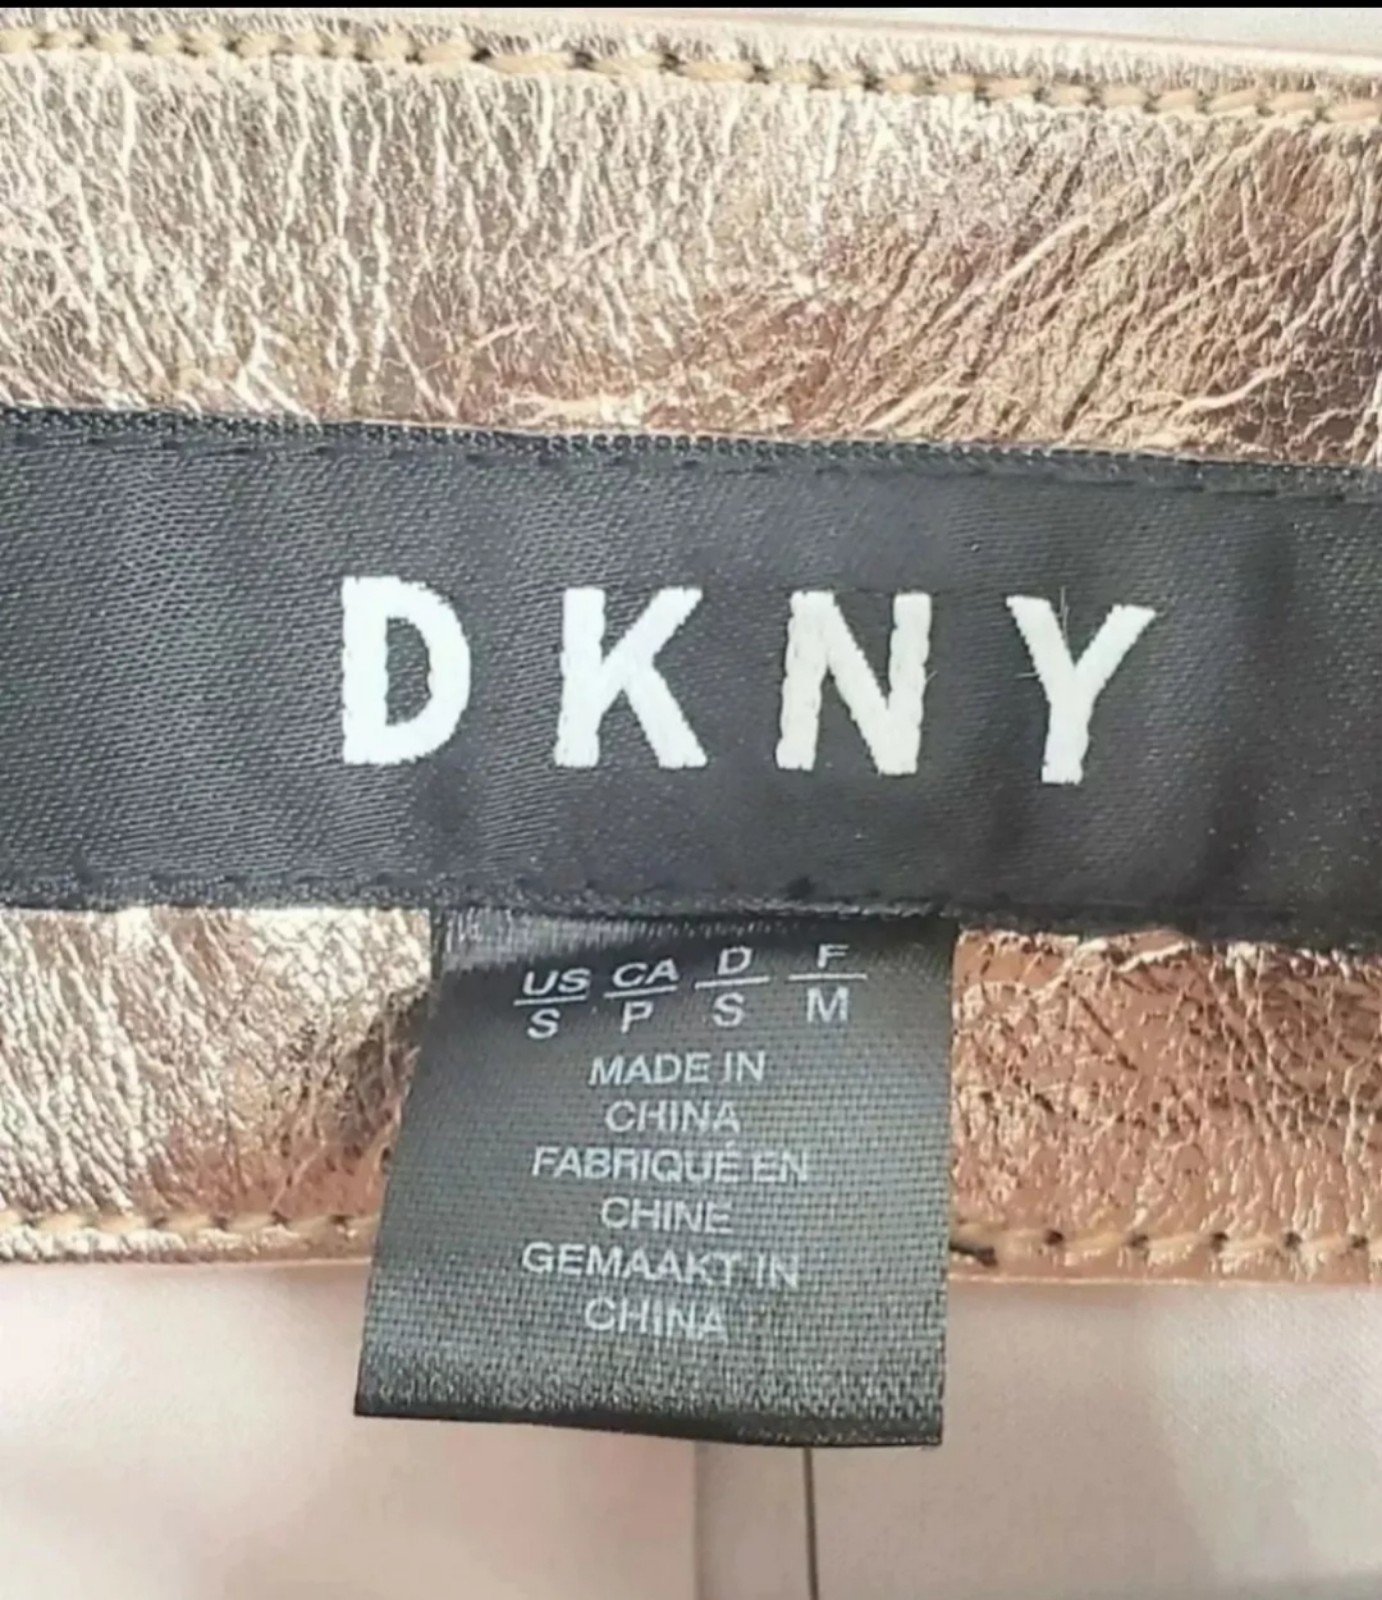 DKNY
US CA D F
S P S M
MADE IN
CHINA
FABRIQUÉ EN
CHINE
GEMAAKT IN
CHINA